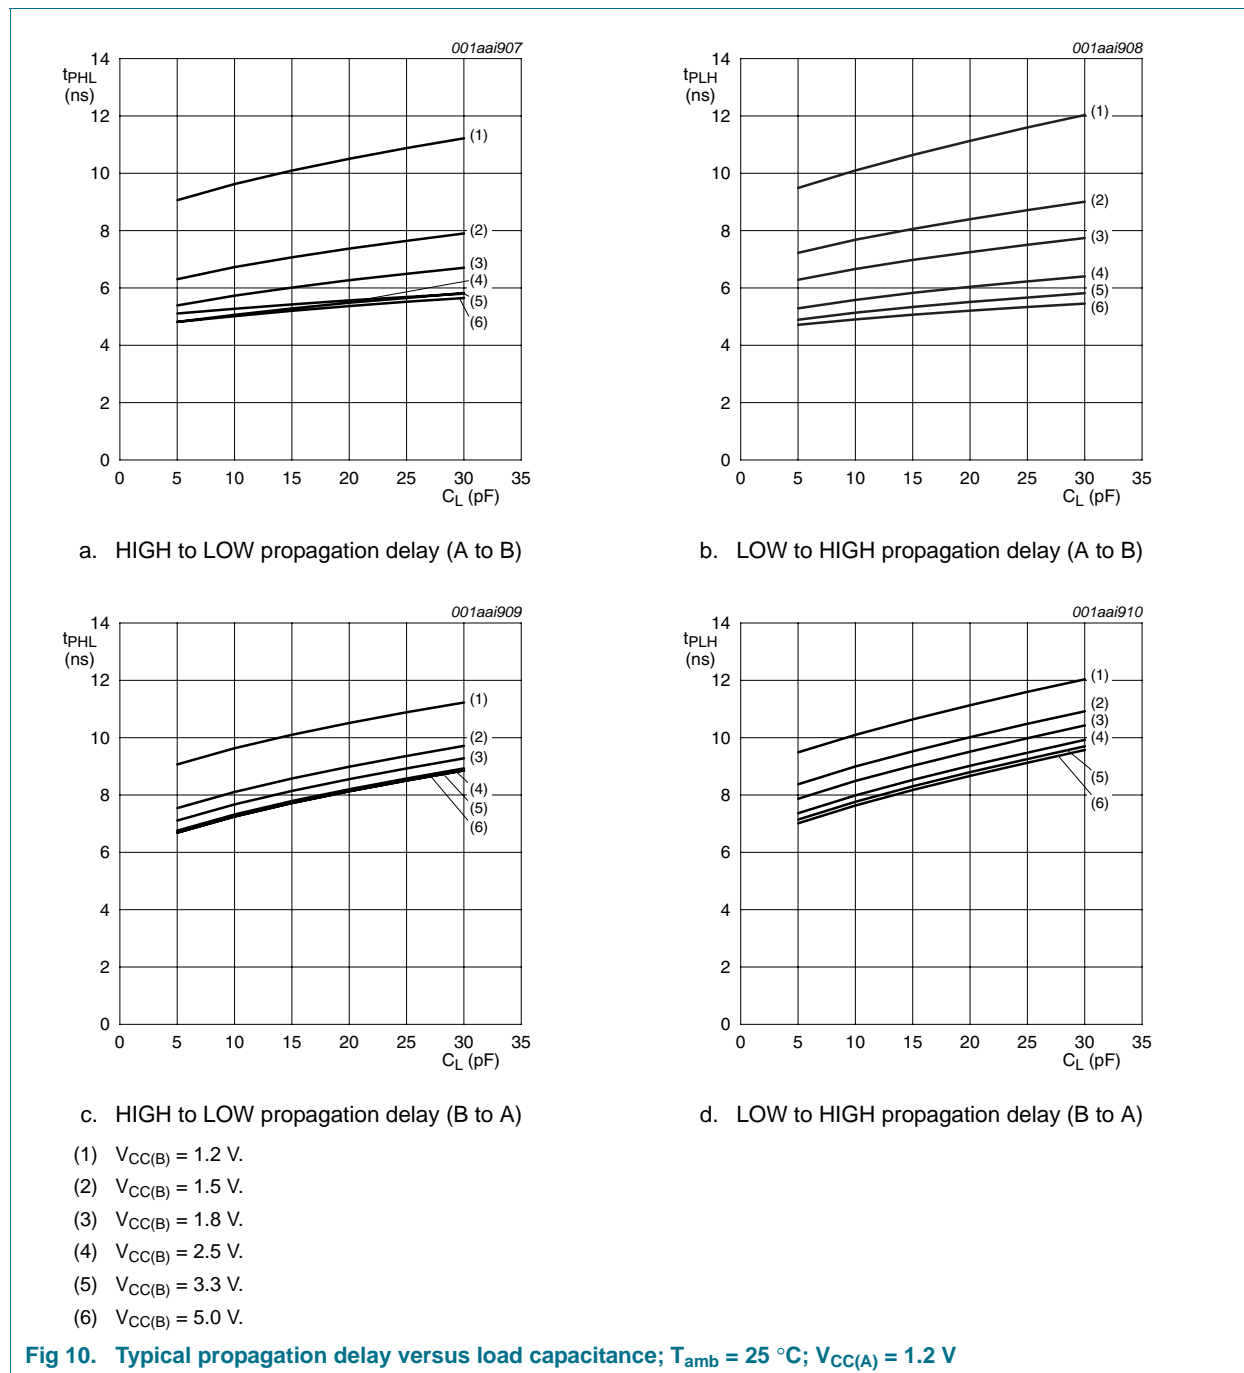 001aai907
14
tPHL
(ns)
12
10
8
6
4
2
0
(1)
(2)
(3)
(4)
(5)
(6)
0 5 10 15 20 25 30 35
CL (pF)
a. HIGH to LOW propagation delay (A to B)
001aai908
14
tPLH
(ns)
12
10
8
6
4
2
0
(1)
(2)
(3)
(4)
(5)
(6)
0 5 10 15 20 25 30 35
CL (pF)
b. LOW to HIGH propagation delay (A to B)
001aai909
14
tPHL
(ns)
12
10
8
6
4
2
0
(1)
(2)
(3)
(4)
(5)
(6)
0 5 10 15 20 25 30 35
CL (pF)
c. HIGH to LOW propagation delay (B to A)
001aai910
14
tPLH
(ns)
12
10
8
6
4
2
0
(1)
(2)
(3)
(4)
(5)
(6)
0 5 10 15 20 25 30 35
CL (pF)
d. LOW to HIGH propagation delay (B to A)
(1) VCC(B) = 1.2 V.
(2) VCC(B) = 1.5 V.
(3) VCC(B) = 1.8 V.
(4) VCC(B) = 2.5 V.
(5) VCC(B) = 3.3 V.
(6) VCC(B) = 5.0 V.
Fig 10. Typical propagation delay versus load capacitance; Tamb = 25 °C; VCC(A) = 1.2 V